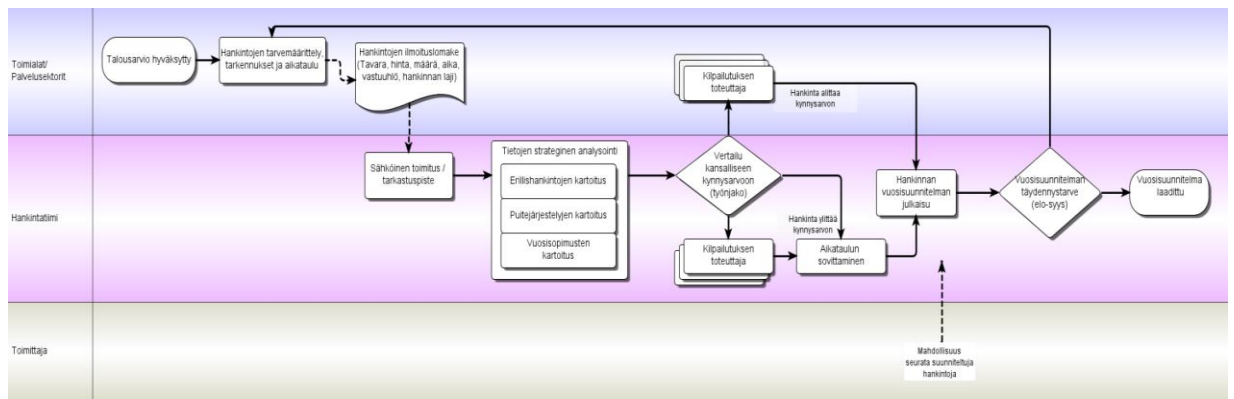 Toimialat/
Palvelusektorit
Talousarvio hyväksytty
Hankintojen tarvemäärittely,
tarkennukset ja aikataulu
Hankintojen ilmoituslomake
(Tavara, hinta, määrä, aika,
vastuuhlö, hankinnan laji)
Kilpailutuksen
toteuttaja
Hankinta alittaa
kynnysarvon
Hankintatiimi
Sähköinen toimitus /
tarkastuspiste
Tietojen strateginen analysointi
Erillishankintojen kartoitus
Puitejärjestelyjen kartoitus
Vuosisopimusten
kartoitus
Vertailu
kansalliseen
kynnysarvoon
(työnjako)
Hankinta ylittää
kynnysarvon
Kilpailutuksen
toteuttaja
Aikataulun
sovittaminen
Hankinnan
vuosisuunnitelman
julkaisu
Vuosisuunnitelman
täydennystarve
(elo-syys)
Vuosisuunnitelma
laadittu
Toimittaja
Mahdollisuus
seurata suunniteltuja
hankintoja